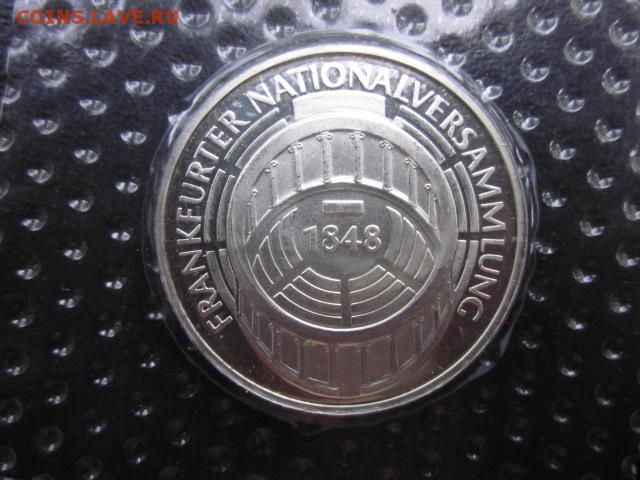 COINS.LAVE.RU
FRANKFURTER NATIONALVERSAMMLUNG
1848